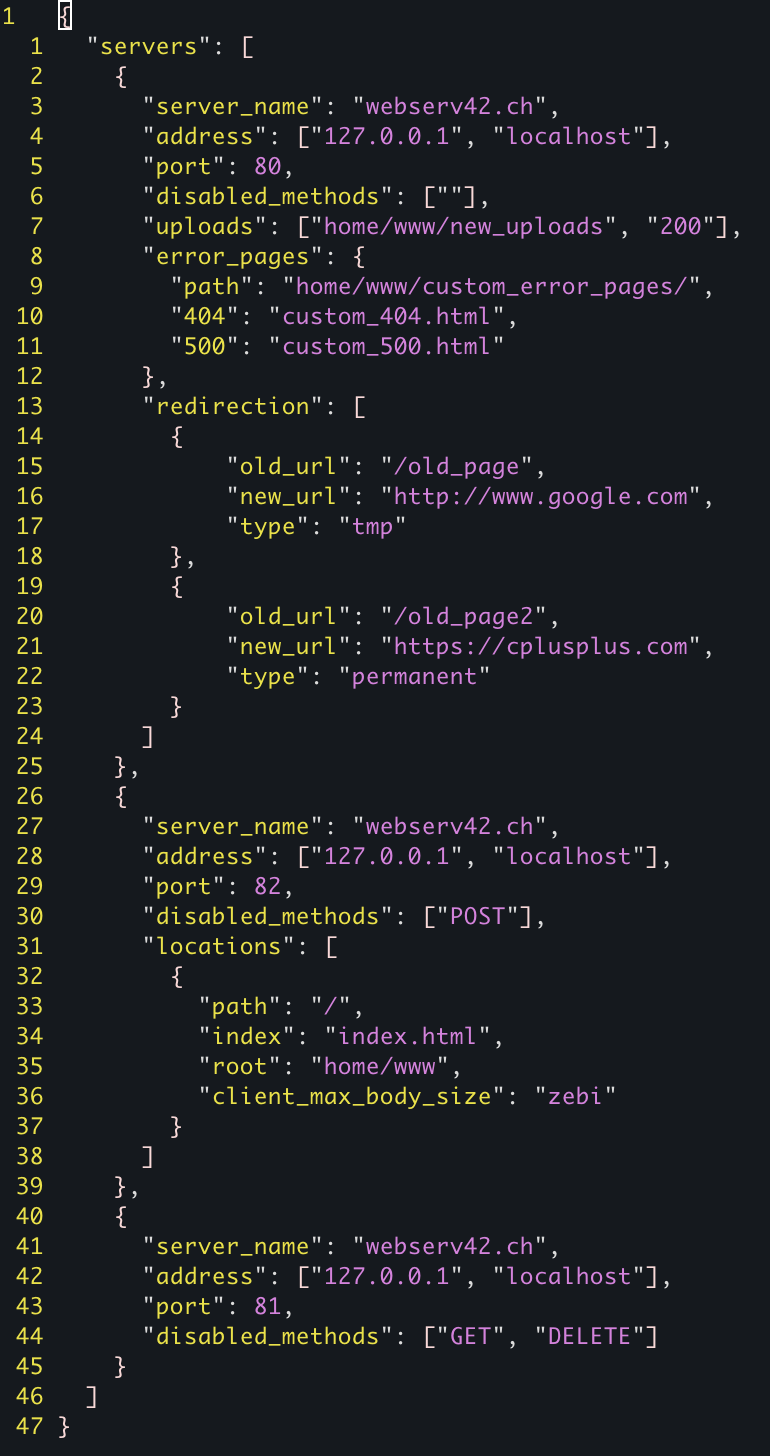 1   {
  1   "servers": [
  2     {
  3       "server_name": "webserv42.ch",
  4       "address": ["127.0.0.1", "localhost"],
  5       "port": 80,
  6       "disabled_methods": [""],
  7       "uploads": ["home/www/new_uploads", "200"],
  8       "error_pages": {
  9         "path": "home/www/custom_error_pages/",
 10         "404": "custom_404.html",
 11         "500": "custom_500.html"
 12       },
 13       "redirection": [
 14         {
 15             "old_url": "/old_page",
 16             "new_url": "http://www.google.com",
 17             "type": "tmp"
 18         },
 19         {
 20             "old_url": "/old_page2",
 21             "new_url": "https://cplusplus.com",
 22             "type": "permanent"
 23         }
 24       ]
 25     },
 26     {
 27       "server_name": "webserv42.ch",
 28       "address": ["127.0.0.1", "localhost"],
 29       "port": 82,
 30       "disabled_methods": ["POST"],
 31       "locations": [
 32         {
 33           "path": "/",
 34           "index": "index.html",
 35           "root": "home/www",
 36           "client_max_body_size": "zebi"
 37         }
 38       ]
 39     },
 40     {
 41       "server_name": "webserv42.ch",
 42       "address": ["127.0.0.1", "localhost"],
 43       "port": 81,
 44       "disabled_methods": ["GET", "DELETE"]
 45     }
 46   ]
 47 }